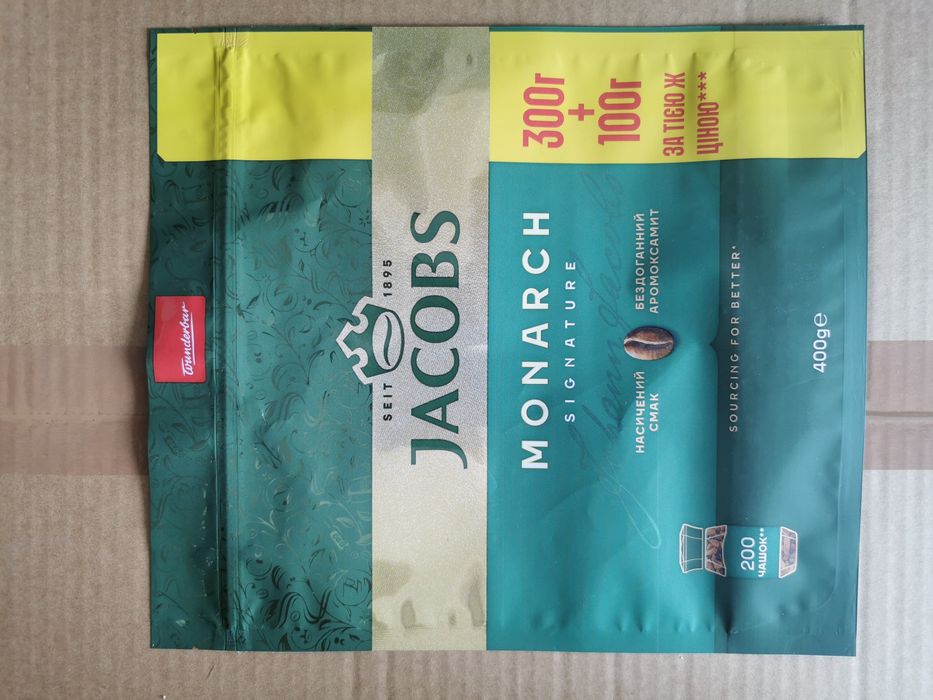 wunderbar
300г
+
100г
ЗА ТІЄЮ Ж
ЦІНОЮ***
SEIT 1895
JACOBS
MONARCH
SIGNATURE
НАСИЧЕНИЙ
СМАК
БЕЗДОГАННИЙ
АРОМОКСАМИТ
SOURCING FOR BETTER*
200
ЧАШОК**
400g℮